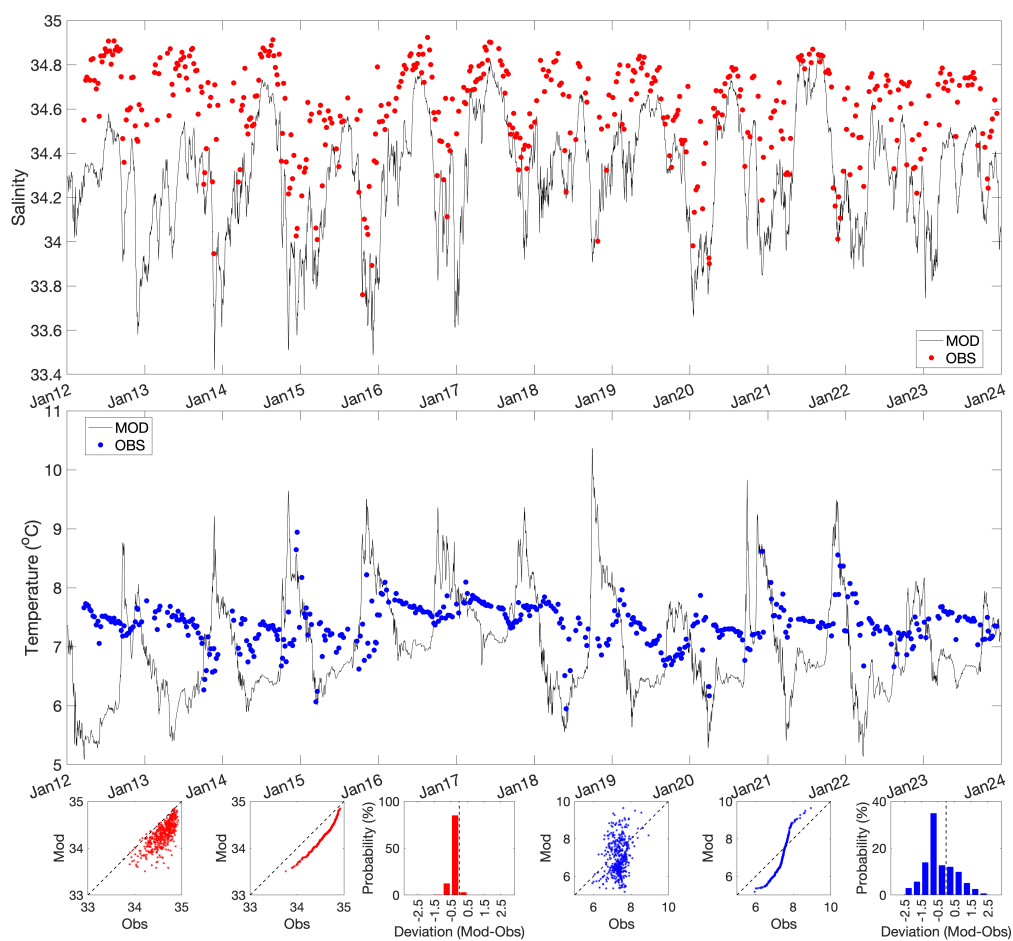 35
34.8
34.6
34.4
34.2
34
33.8
33.6
33.4
Salinity
MOD
OBS
Jan12 Jan13 Jan14 Jan15 Jan16 Jan17 Jan18 Jan19 Jan20 Jan21 Jan22 Jan23 Jan24
11
10
9
8
7
6
5
Temperature (°C)
MOD
OBS
Jan12 Jan13 Jan14 Jan15 Jan16 Jan17 Jan18 Jan19 Jan20 Jan21 Jan22 Jan23 Jan24
35
34
33
Mod
33 34 35
Obs
35
34
33
Mod
33 34 35
Obs
100
50
0
Probability (%)
-2.5 -1.5 -0.5 0.5 1.5 2.5
Deviation (Mod-Obs)
10
8
6
Mod
6 8 10
Obs
10
8
6
Mod
6 8 10
Obs
40
20
0
Probability (%)
-2.5 -1.5 -0.5 0.5 1.5 2.5
Deviation (Mod-Obs)